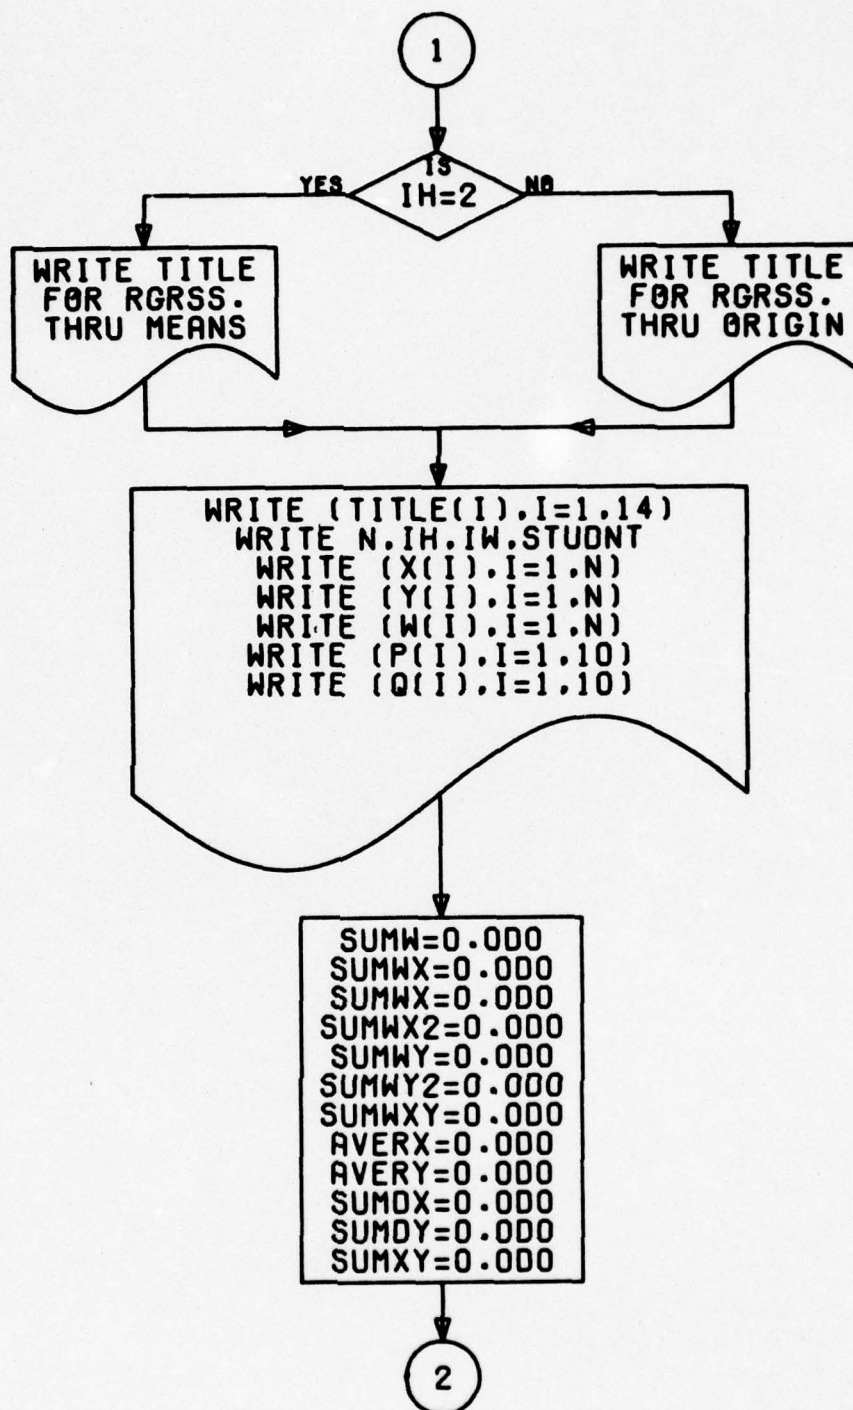 1
IS
YES
IH=2
NO
WRITE TITLE
FOR RGRSS.
THRU MEANS
WRITE TITLE
FOR RGRSS.
THRU ORIGIN
WRITE (TITLE(I),I=1,14)
WRITE N,IH,IW,STUDNT
WRITE (X(I),I=1,N)
WRITE (Y(I),I=1,N)
WRITE (W(I),I=1,N)
WRITE (P(I),I=1,10)
WRITE (Q(I),I=1,10)
SUMW=0.0D0
SUMWX=0.0D0
SUMWX=0.0D0
SUMWX2=0.0D0
SUMWY=0.0D0
SUMWY2=0.0D0
SUMWXY=0.0D0
AVERX=0.0D0
AVERY=0.0D0
SUMDX=0.0D0
SUMDY=0.0D0
SUMXY=0.0D0
2